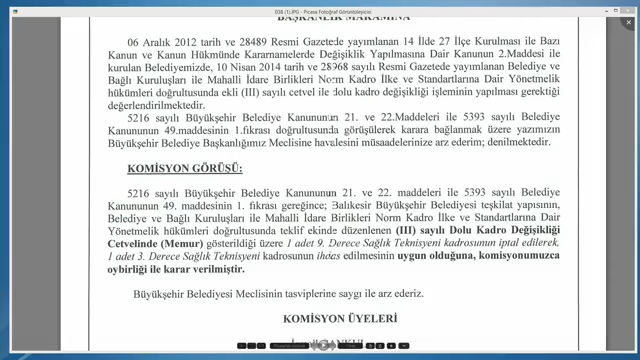 038 (1).JPG - Picasa Fotoğraf Görüntüleyicisi
BAŞKANLIK MAKAMINA
06 Aralık 2012 tarih ve 28489 Resmi Gazetede yayımlanan 14 İlde 27 İlçe Kurulması ile Bazı
Kanun ve Kanun Hükmünde Kararnamelerde Değişiklik Yapılmasına Dair Kanunun 2.Maddesi ile
kurulan Belediyemizde, 10 Nisan 2014 tarih ve 28968 sayılı Resmi Gazetede yayımlanan Belediye ve
Bağlı Kuruluşları ile Mahalli İdare Birlikleri Norm Kadro İlke ve Standartlarına Dair Yönetmelik
hükümleri doğrultusunda ekli (III) sayılı cetvel ile dolu kadro değişikliği işleminin yapılması gerektiği
değerlendirilmektedir.
5216 sayılı Büyükşehir Belediye Kanununun 21. ve 22.Maddeleri ile 5393 sayılı Belediye
Kanununun 49.maddesinin 1.fıkrası doğrultusunda görüşülerek karara bağlanmak üzere yazımızın
Büyükşehir Belediye Başkanlığımız Meclisine havalesini müsaadelerinize arz ederim; denilmektedir.
KOMİSYON GÖRÜŞÜ:
5216 sayılı Büyükşehir Belediye Kanununun 21. ve 22. maddeleri ile 5393 sayılı Belediye
Kanununun 49. maddesinin 1. fıkrası gereğince; Balıkesir Büyükşehir Belediyesi teşkilat yapısının,
Belediye ve Bağlı Kuruluşları ile Mahalli İdare Birlikleri Norm Kadro İlke ve Standartlarına Dair
Yönetmelik hükümleri doğrultusunda teklif ekinde düzenlenen (III) sayılı Dolu Kadro Değişikliği
Cetvelinde (Memur) gösterildiği üzere 1 adet 9. Derece Sağlık Teknisyeni kadrosunun iptal edilerek,
1 adet 3. Derece Sağlık Teknisyeni kadrosunun ihdas edilmesinin uygun olduğuna, komisyonumuzca
oybirliği ile karar verilmiştir.
Büyükşehir Belediyesi Meclisinin tasviplerine saygı ile arz ederiz.
KOMİSYON ÜYELERİ